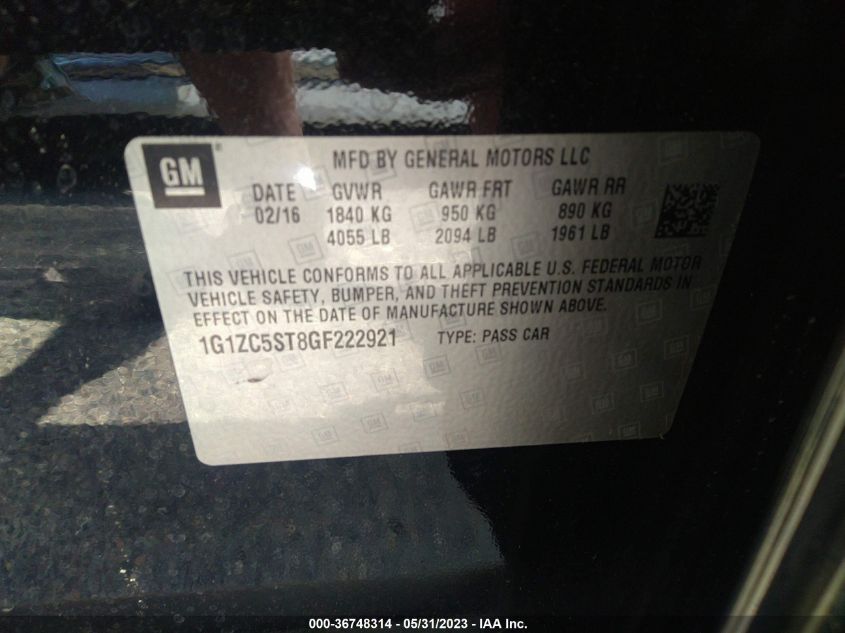 GM
MFD BY GENERAL MOTORS LLC
DATE GVWR GAWR FRT GAWR RR
02/16 1840 KG 950 KG 890 KG
4055 LB 2094 LB 1961 LB
THIS VEHICLE CONFORMS TO ALL APPLICABLE U.S. FEDERAL MOTOR
VEHICLE SAFETY, BUMPER, AND THEFT PREVENTION STANDARDS IN
EFFECT ON THE DATE OF MANUFACTURE SHOWN ABOVE.
1G1ZC5ST8GF222921 TYPE: PASS CAR
000-36748314 - 05/31/2023 - IAA Inc.